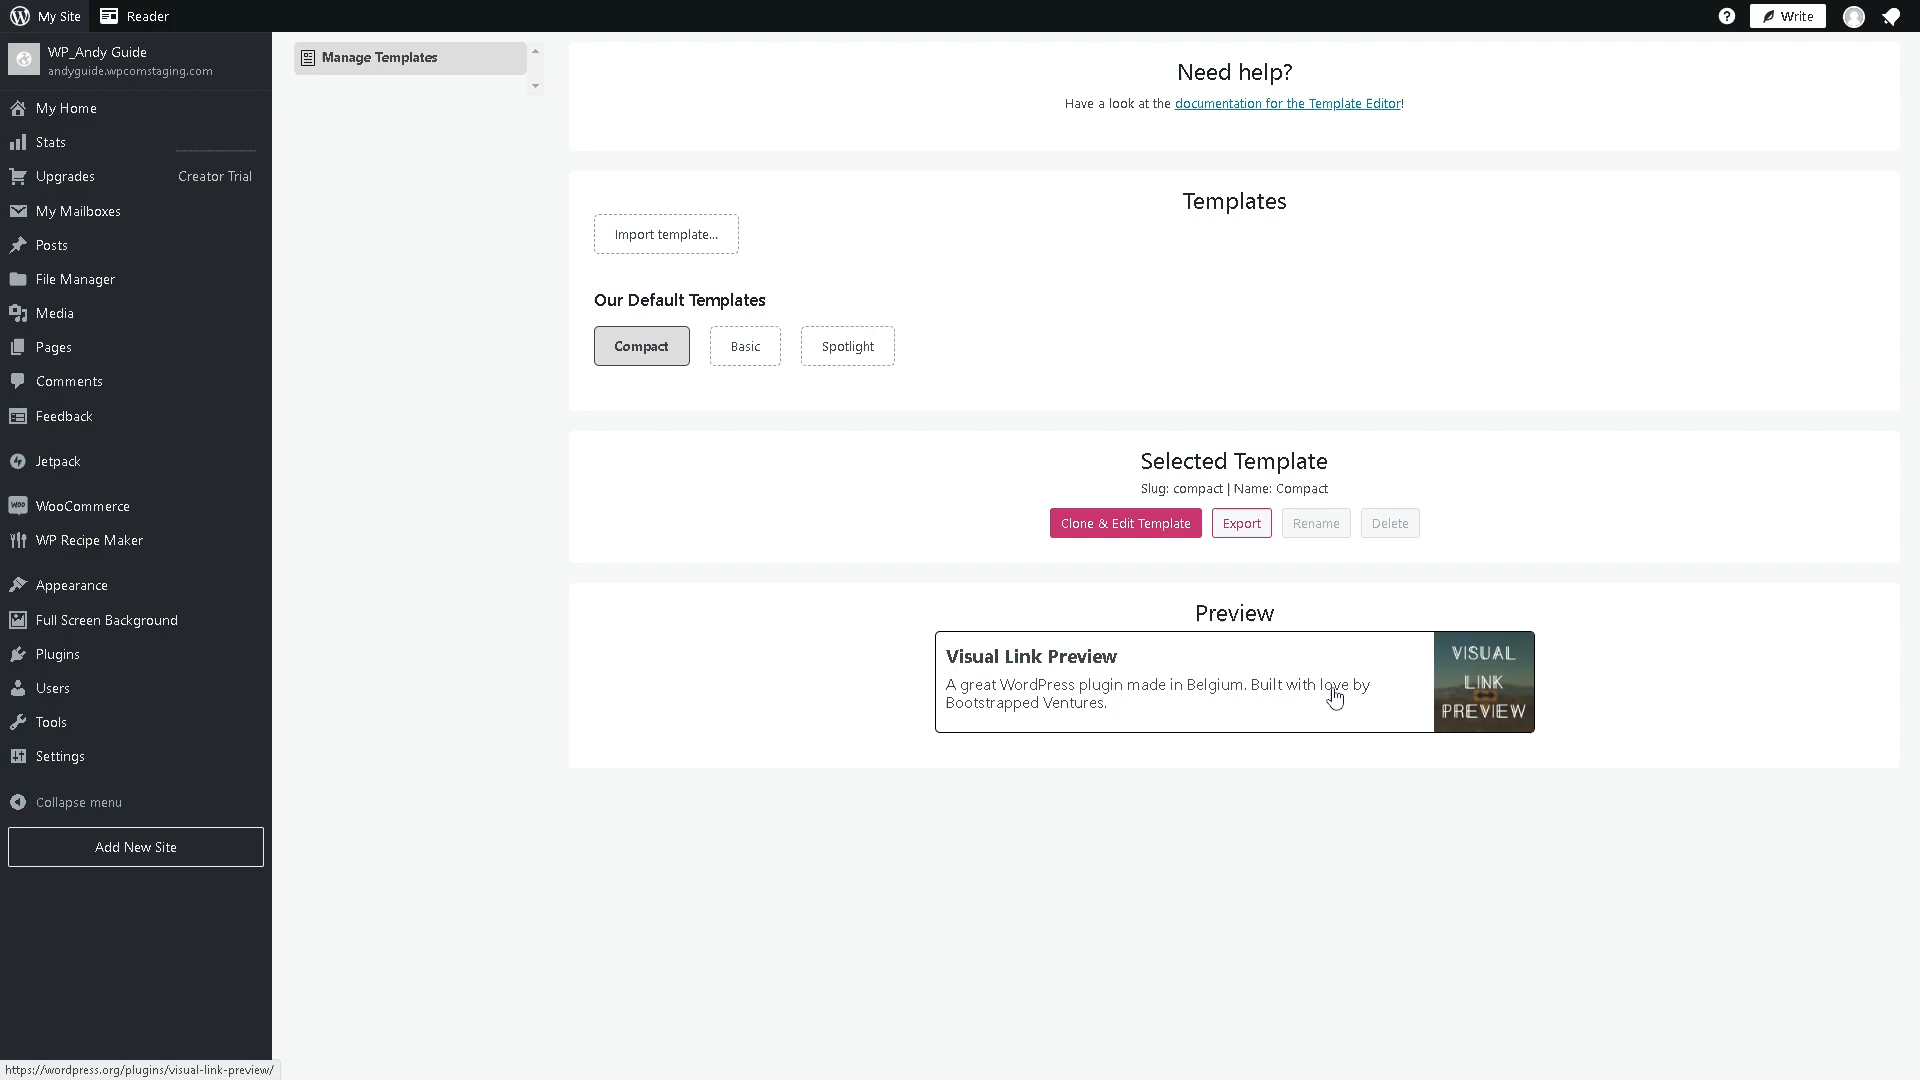 My Site
Reader
Write
WP_Andy Guide
andyguide.wpcomstaging.com
My Home
Stats
Upgrades
Creator Trial
My Mailboxes
Posts
File Manager
Media
Pages
Comments
Feedback
Jetpack
WooCommerce
WP Recipe Maker
Appearance
Full Screen Background
Plugins
Users
Tools
Settings
Collapse menu
Add New Site
https://wordpress.org/plugins/visual-link-preview/
Manage Templates
Need help?
Have a look at the documentation for the Template Editor!
Templates
Import template...
Our Default Templates
Compact
Basic
Spotlight
Selected Template
Slug: compact | Name: Compact
Clone & Edit Template
Export
Rename
Delete
Preview
Visual Link Preview
A great WordPress plugin made in Belgium. Built with love by
Bootstrapped Ventures.
VISUAL
LINK
PREVIEW